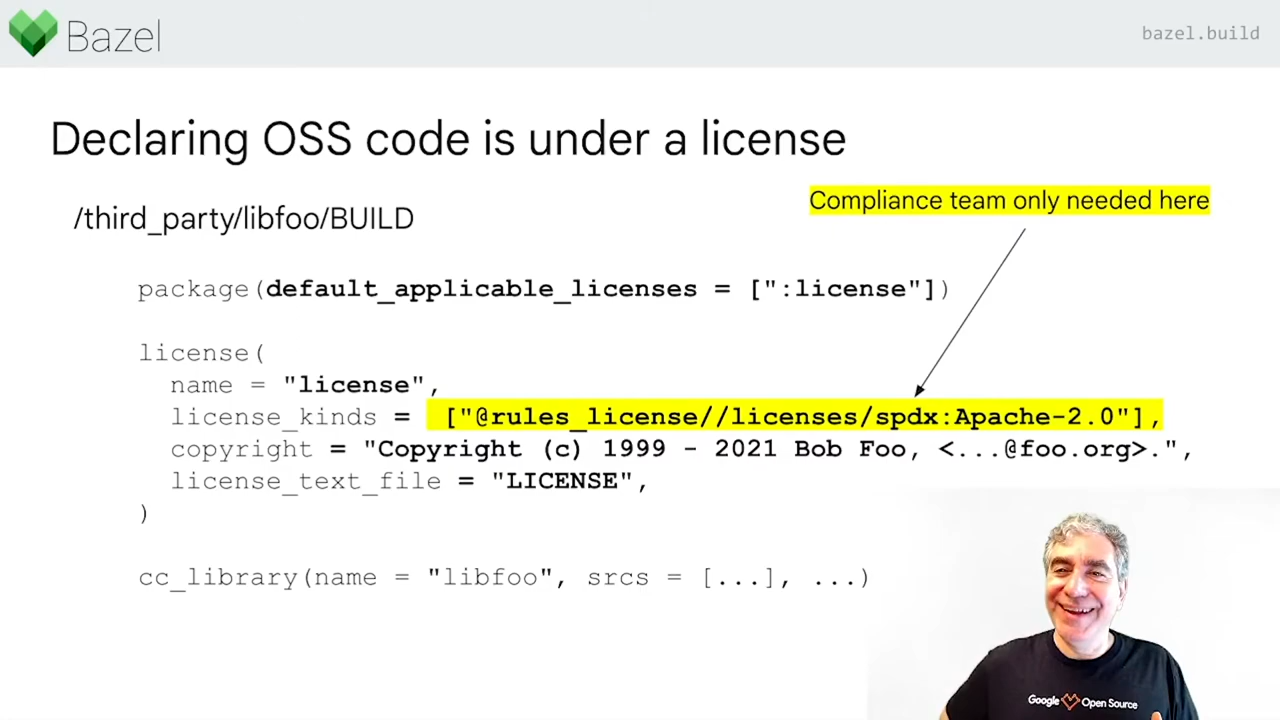 Bazel
bazel.build
Declaring OSS code is under a license
Compliance team only needed here
/third_party/libfoo/BUILD
package(default_applicable_licenses = [":license"])
license(
name = "license",
license_kinds = ["@rules_license//licenses/spdx:Apache-2.0"],
copyright = "Copyright (c) 1999 - 2021 Bob Foo, <...@foo.org>.",
license_text_file = "LICENSE",
)
cc_library(name = "libfoo", srcs = [...], ...)
Google Open Source